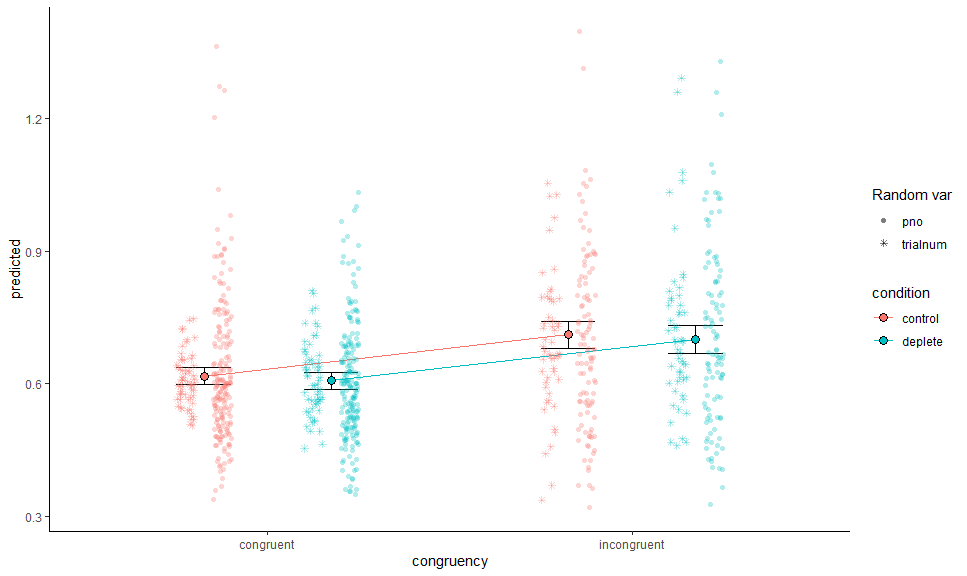 1.2
0.9
0.6
0.3
predicted
congruent
incongruent
congruency
Random var
pno
trialnum
condition
control
deplete